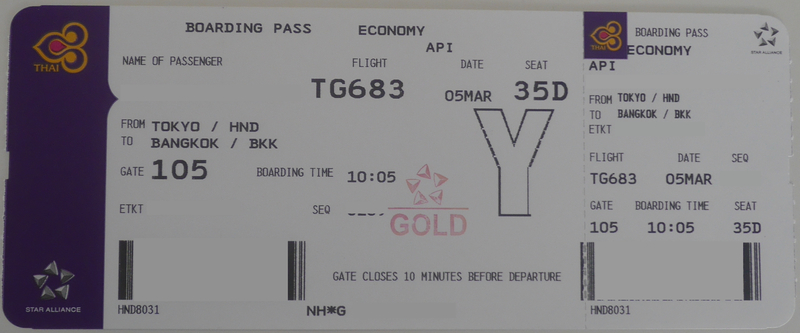 BOARDING PASS ECONOMY
API
THAI
NAME OF PASSENGER FLIGHT DATE SEAT
TG683 05MAR 35D
FROM TOKYO / HND
TO BANGKOK / BKK
Y
GATE 105 BOARDING TIME 10:05
ETKT SEQ
GOLD
GATE CLOSES 10 MINUTES BEFORE DEPARTURE
STAR ALLIANCE
HND8031 NH*G
THAI
BOARDING PASS
ECONOMY
STAR ALLIANCE
API
FROM TOKYO / HND
TO BANGKOK / BKK
ETKT
FLIGHT DATE SEQ
TG683 05MAR
GATE BOARDING TIME SEAT
105 10:05 35D
HND8031